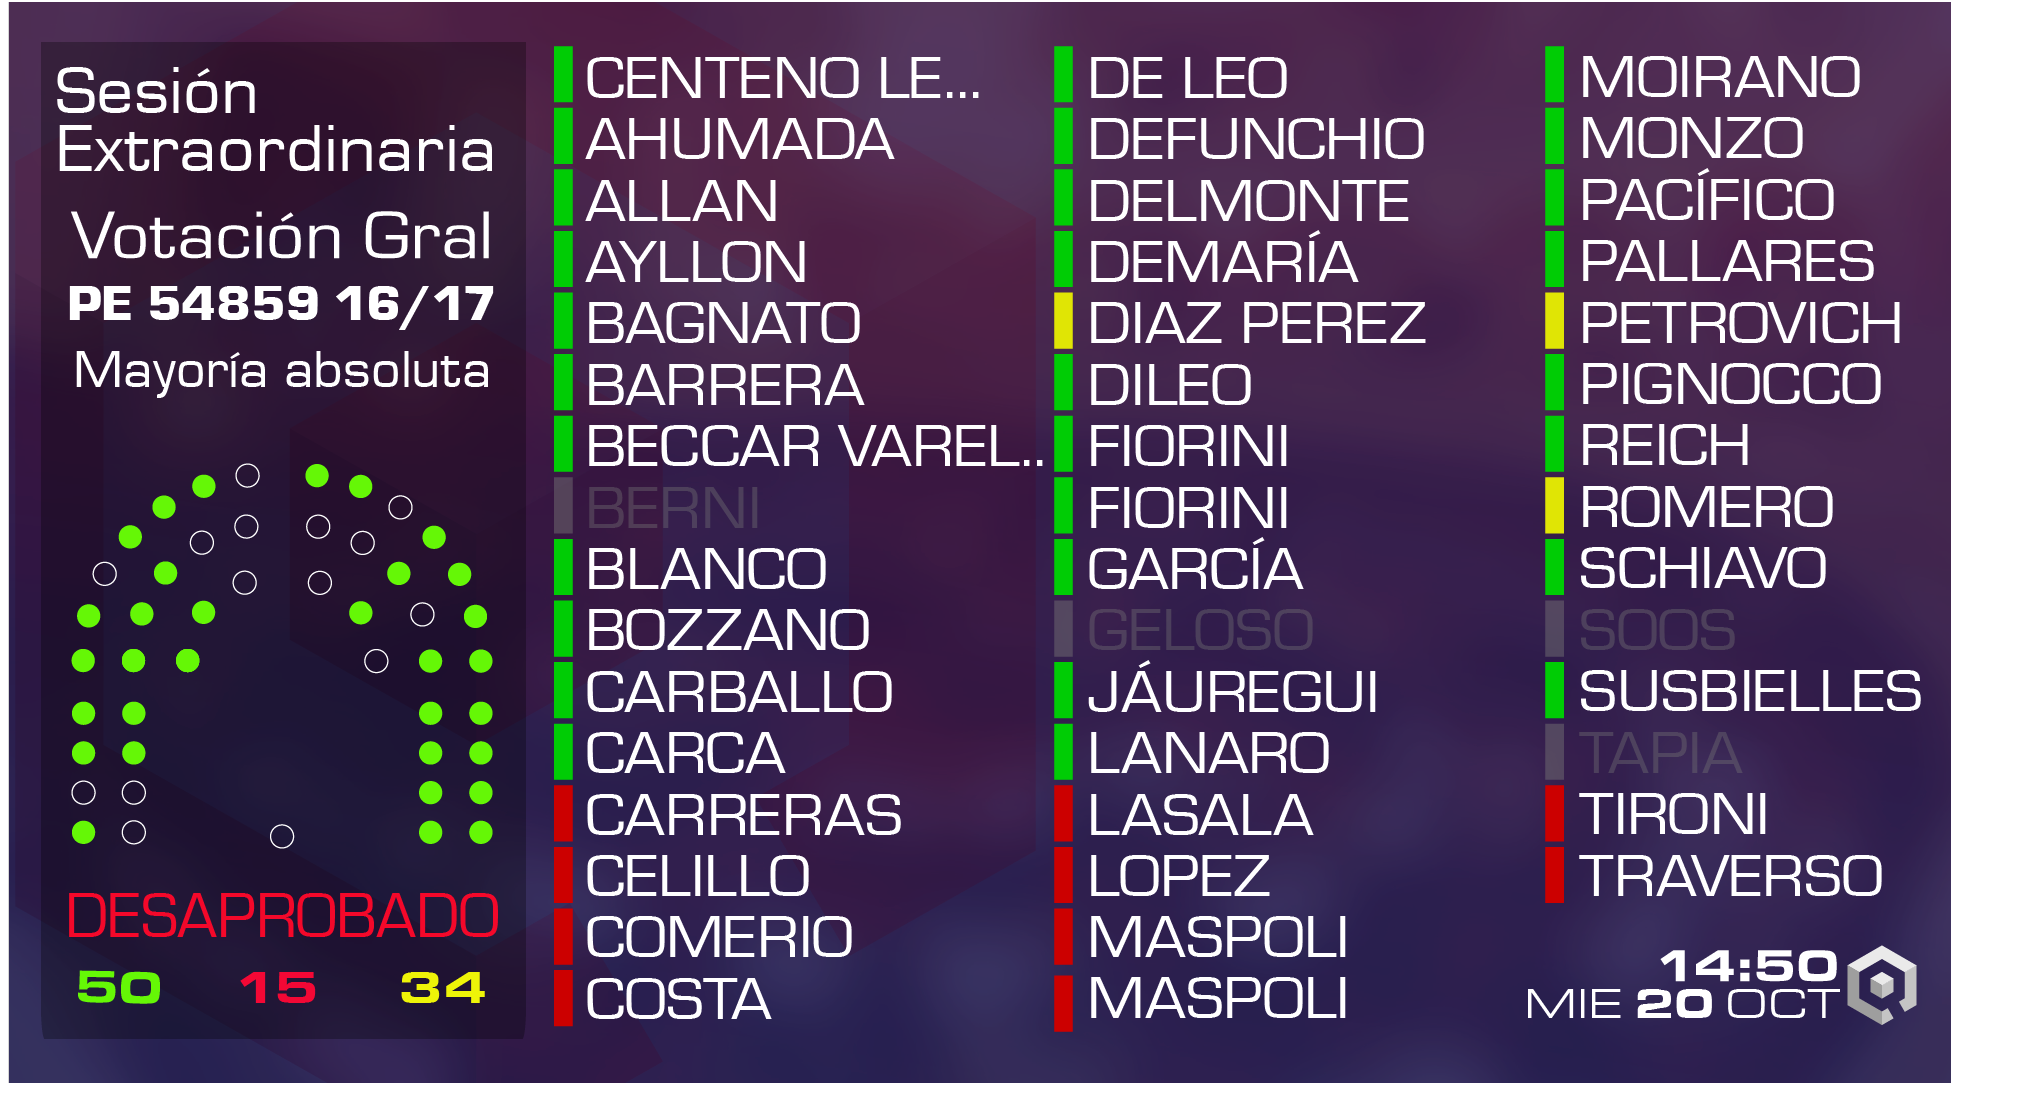 Sesión
Extraordinaria
Votación Gral
PE 54859 16/17
Mayoría absoluta
DESAPROBADO
50 15 34
CENTENO LE...
AHUMADA
ALLAN
AYLLON
BAGNATO
BARRERA
BECCAR VAREL..
BERNI
BLANCO
BOZZANO
CARBALLO
CARCA
CARRERAS
CELILLO
COMERIO
COSTA
DE LEO
DEFUNCHIO
DELMONTE
DEMARÍA
DIAZ PEREZ
DILEO
FIORINI
FIORINI
GARCÍA
GELOSO
JÁUREGUI
LANARO
LASALA
LOPEZ
MASPOLI
MASPOLI
MOIRANO
MONZO
PACÍFICO
PALLARES
PETROVICH
PIGNOCCO
REICH
ROMERO
SCHIAVO
SOOS
SUSBIELLES
TAPIA
TIRONI
TRAVERSO
14:50
MIE 20 OCT